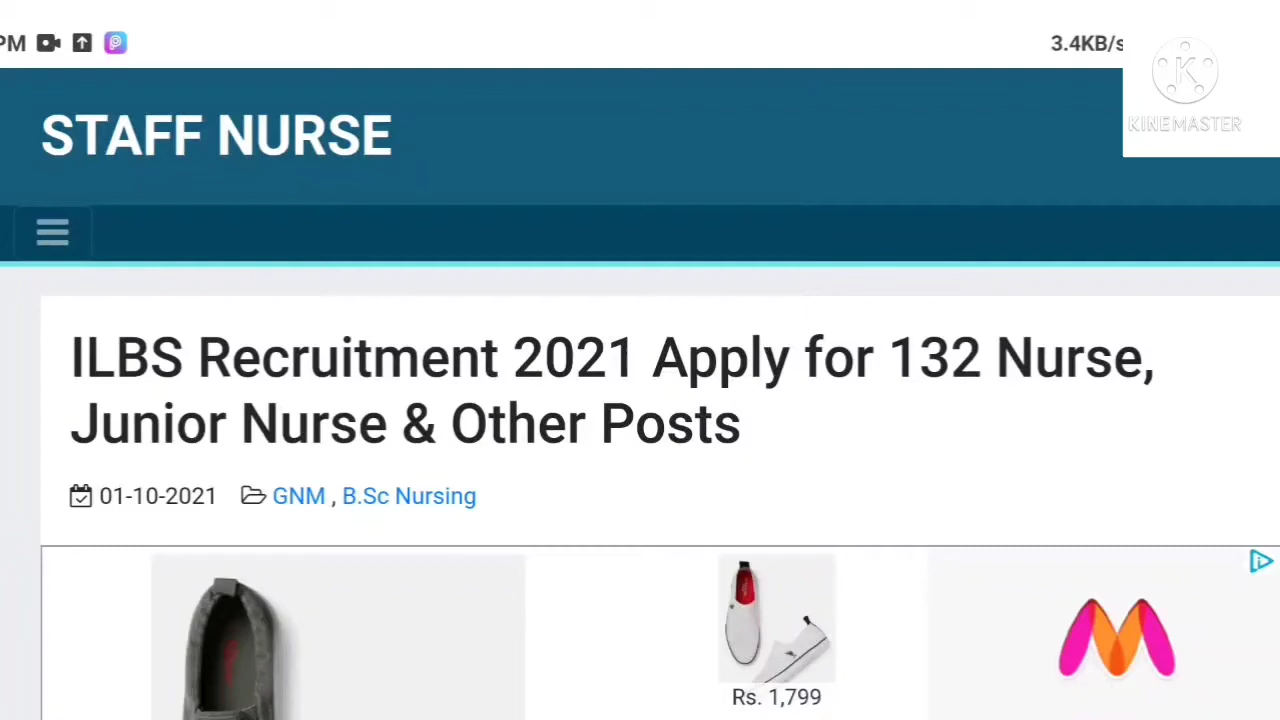 PM 3.4KB/s
KINEMASTER
STAFF NURSE
ILBS Recruitment 2021 Apply for 132 Nurse,
Junior Nurse & Other Posts
01-10-2021 GNM , B.Sc Nursing
Rs. 1,799